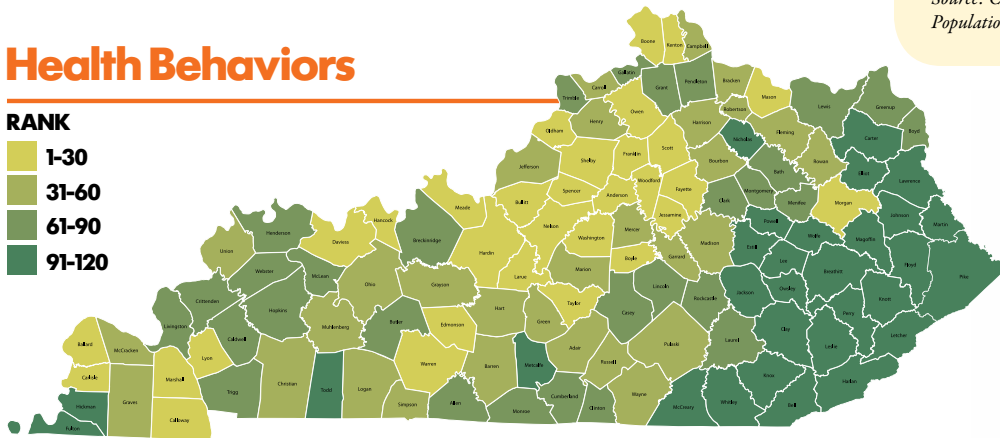 Source: C
Populatio
Health Behaviors
RANK
1-30
31-60
61-90
91-120
Boone
Kenton
Campbell
Gallatin
Carroll
Trimble
Grant
Pendleton
Bracken
Mason
Robertson
Lewis
Greenup
Boyd
Carter
Owen
Henry
Oldham
Harrison
Nicholas
Fleming
Rowan
Elliott
Lawrence
Jefferson
Shelby
Franklin
Scott
Bourbon
Bath
Montgomery
Menifee
Morgan
Johnson
Martin
Spencer
Anderson
Woodford
Fayette
Clark
Powell
Wolfe
Magoffin
Floyd
Pike
Bullitt
Nelson
Washington
Mercer
Jessamine
Madison
Estill
Lee
Breathitt
Knott
Meade
Hancock
Daviess
Henderson
Union
Webster
McLean
Breckinridge
Hardin
Larue
Marion
Boyle
Garrard
Lincoln
Rockcastle
Jackson
Owsley
Perry
Letcher
Crittenden
Livingston
Hopkins
Caldwell
Ohio
Muhlenberg
Grayson
Butler
Edmonson
Hart
Green
Taylor
Casey
Pulaski
Laurel
Clay
Leslie
Harlan
Ballard
McCracken
Carlisle
Hickman
Fulton
Graves
Marshall
Calloway
Lyon
Trigg
Christian
Todd
Logan
Simpson
Warren
Allen
Barren
Metcalfe
Monroe
Adair
Cumberland
Russell
Clinton
Wayne
McCreary
Whitley
Knox
Bell